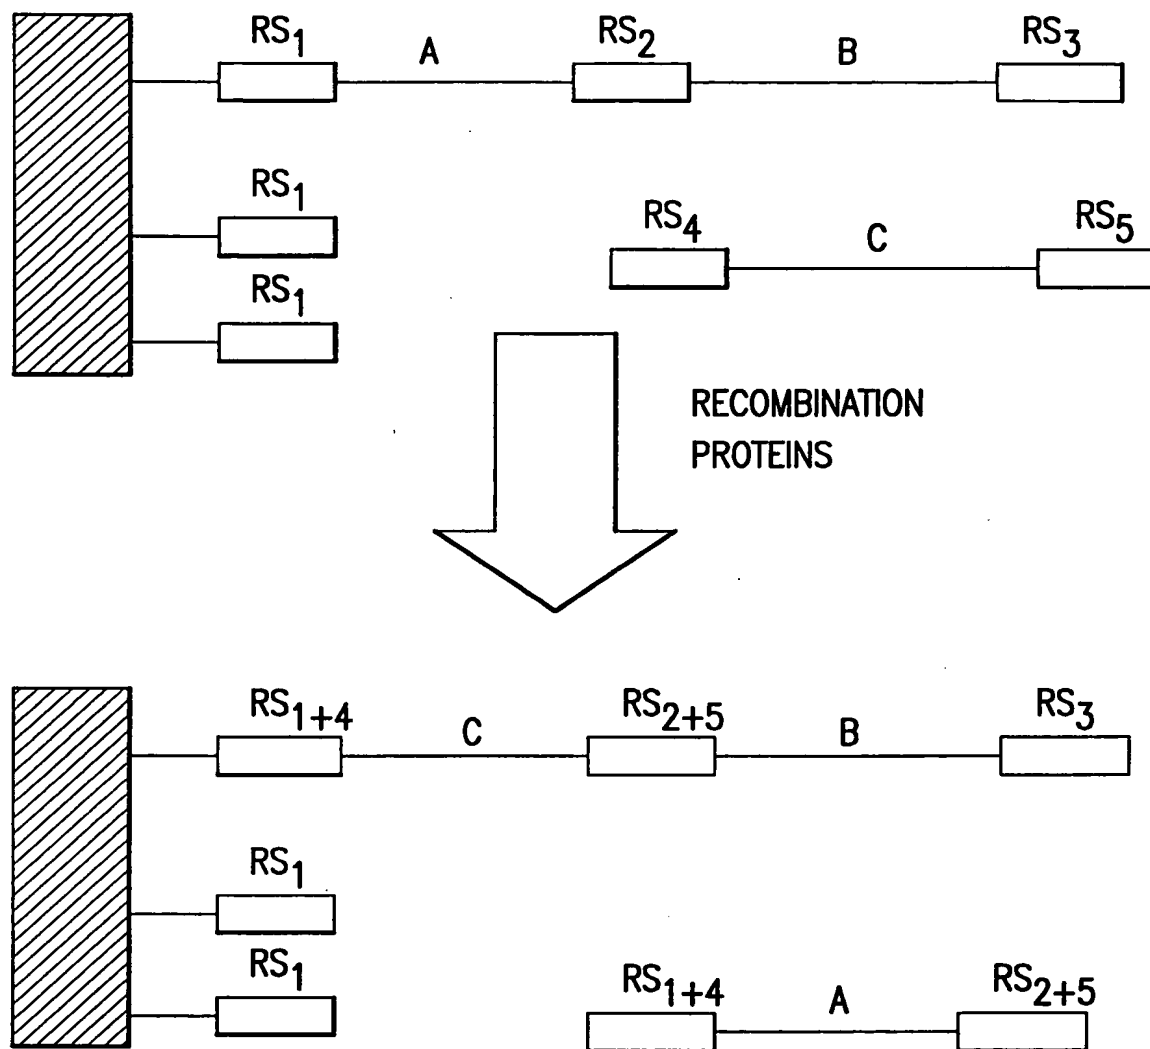 RS1 A RS2 B RS3
RS1
RS4 C RS5
RS1
RECOMBINATION
PROTEINS
RS1+4 C RS2+5 B RS3
RS1
RS1
RS1+4 A RS2+5